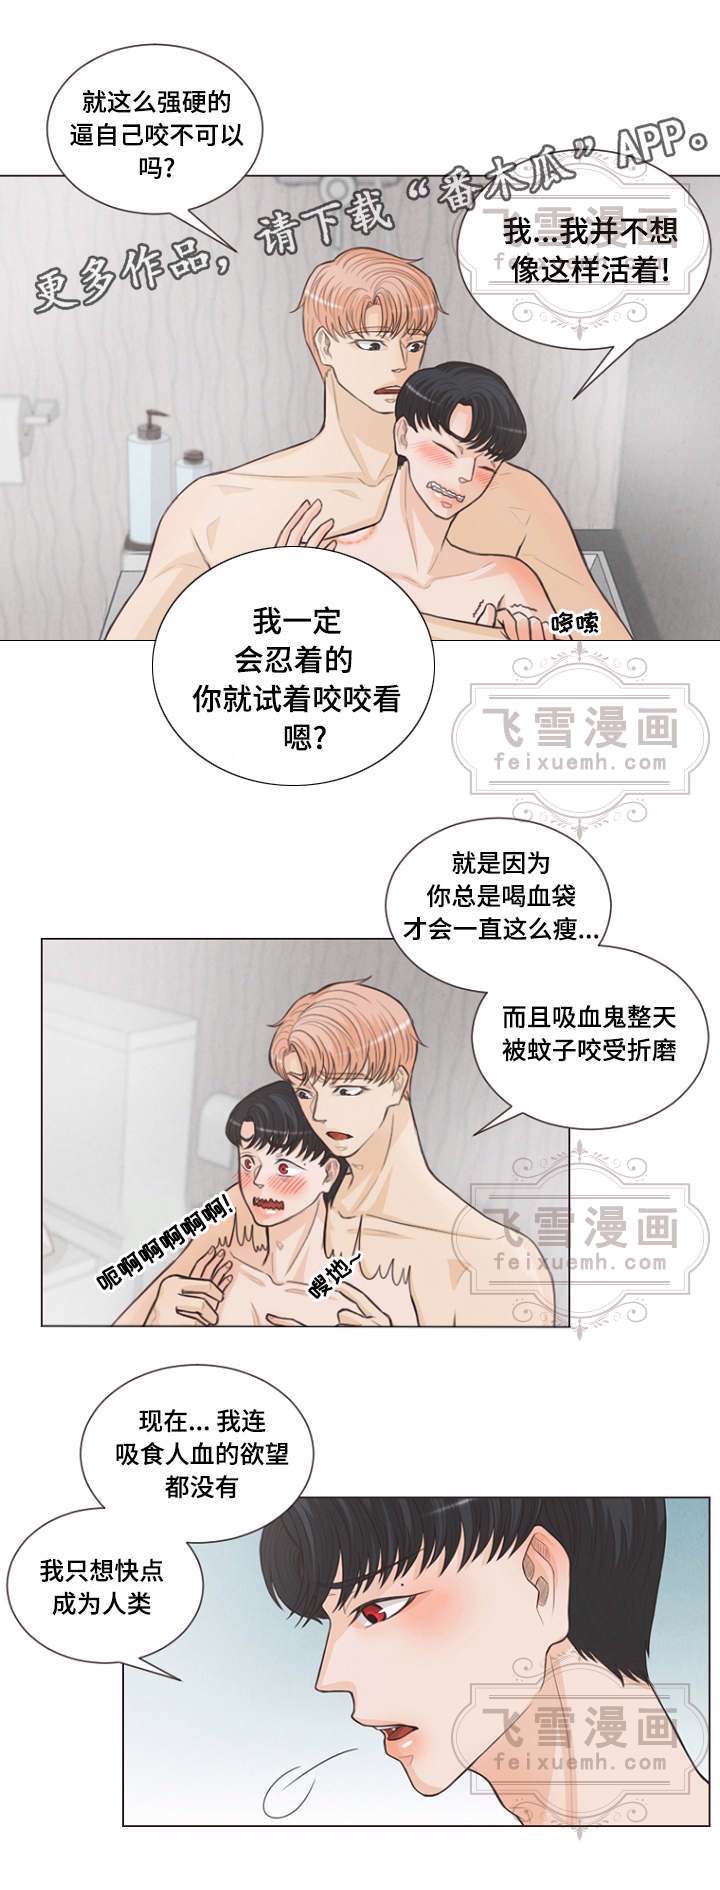 就这么强硬的
逼自己咬不可以
吗?
更多作品，请下载“番木瓜”APP。
飞雪漫画
我...我并不想
像这样活着!
哆嗦
我一定
会忍着的
你就试着咬咬看
嗯?
飞雪漫画
feixuemh.com
就是因为
你总是喝血袋
才会一直这么瘦...
而且吸血鬼整天
被蚊子咬受折磨
飞雪漫画
feixuemh.com
呃啊啊啊啊啊!
嗖地~
现在... 我连
吸食人血的欲望
都没有
我只想快点
成为人类
飞雪漫画
feixuemh.com